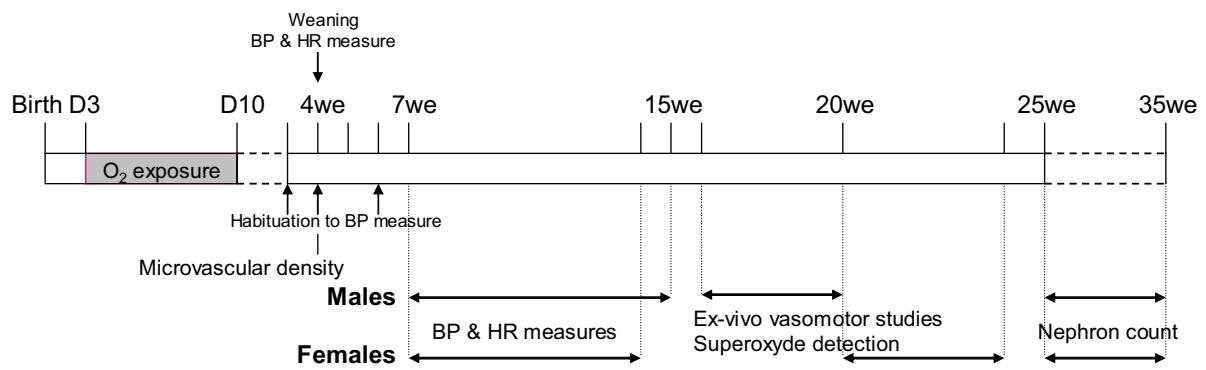 Weaning
BP & HR measure
Birth D3 D10 4we 7we 15we 20we 25we 35we
O2 exposure
Habituation to BP measure
Microvascular density
Males
BP & HR measures
Ex-vivo vasomotor studies
Superoxyde detection
Nephron count
Females